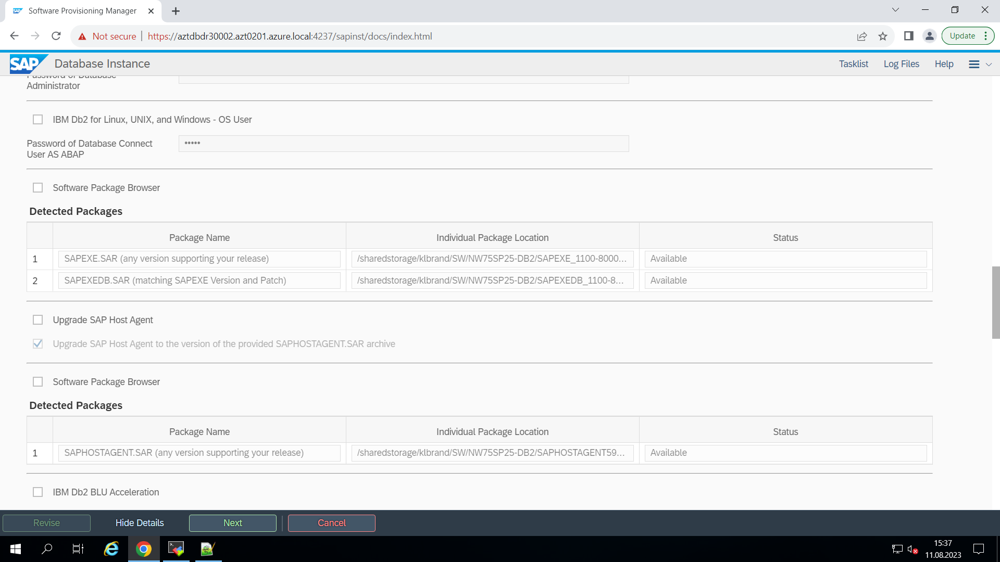 SAP Software Provisioning Manager
Not secure https://aztdbdr30002.azt0201.azure.local:4237/sapinst/docs/index.html
Update
SAP Database Instance
Tasklist Log Files Help
Password of Database
Administrator
IBM Db2 for Linux, UNIX, and Windows - OS User
Password of Database Connect
User AS ABAP
•••••
Software Package Browser
Detected Packages
Package Name Individual Package Location Status
1 SAPEXE.SAR (any version supporting your release) /sharedstorage/klbrand/SW/NW75SP25-DB2/SAPEXE_1100-8000... Available
2 SAPEXEDB.SAR (matching SAPEXE Version and Patch) /sharedstorage/klbrand/SW/NW75SP25-DB2/SAPEXEDB_1100-8... Available
Upgrade SAP Host Agent
Upgrade SAP Host Agent to the version of the provided SAPHOSTAGENT.SAR archive
Software Package Browser
Detected Packages
Package Name Individual Package Location Status
1 SAPHOSTAGENT.SAR (any version supporting your release) /sharedstorage/klbrand/SW/NW75SP25-DB2/SAPHOSTAGENT59... Available
IBM Db2 BLU Acceleration
Revise Hide Details Next Cancel
15:37
11.08.2023